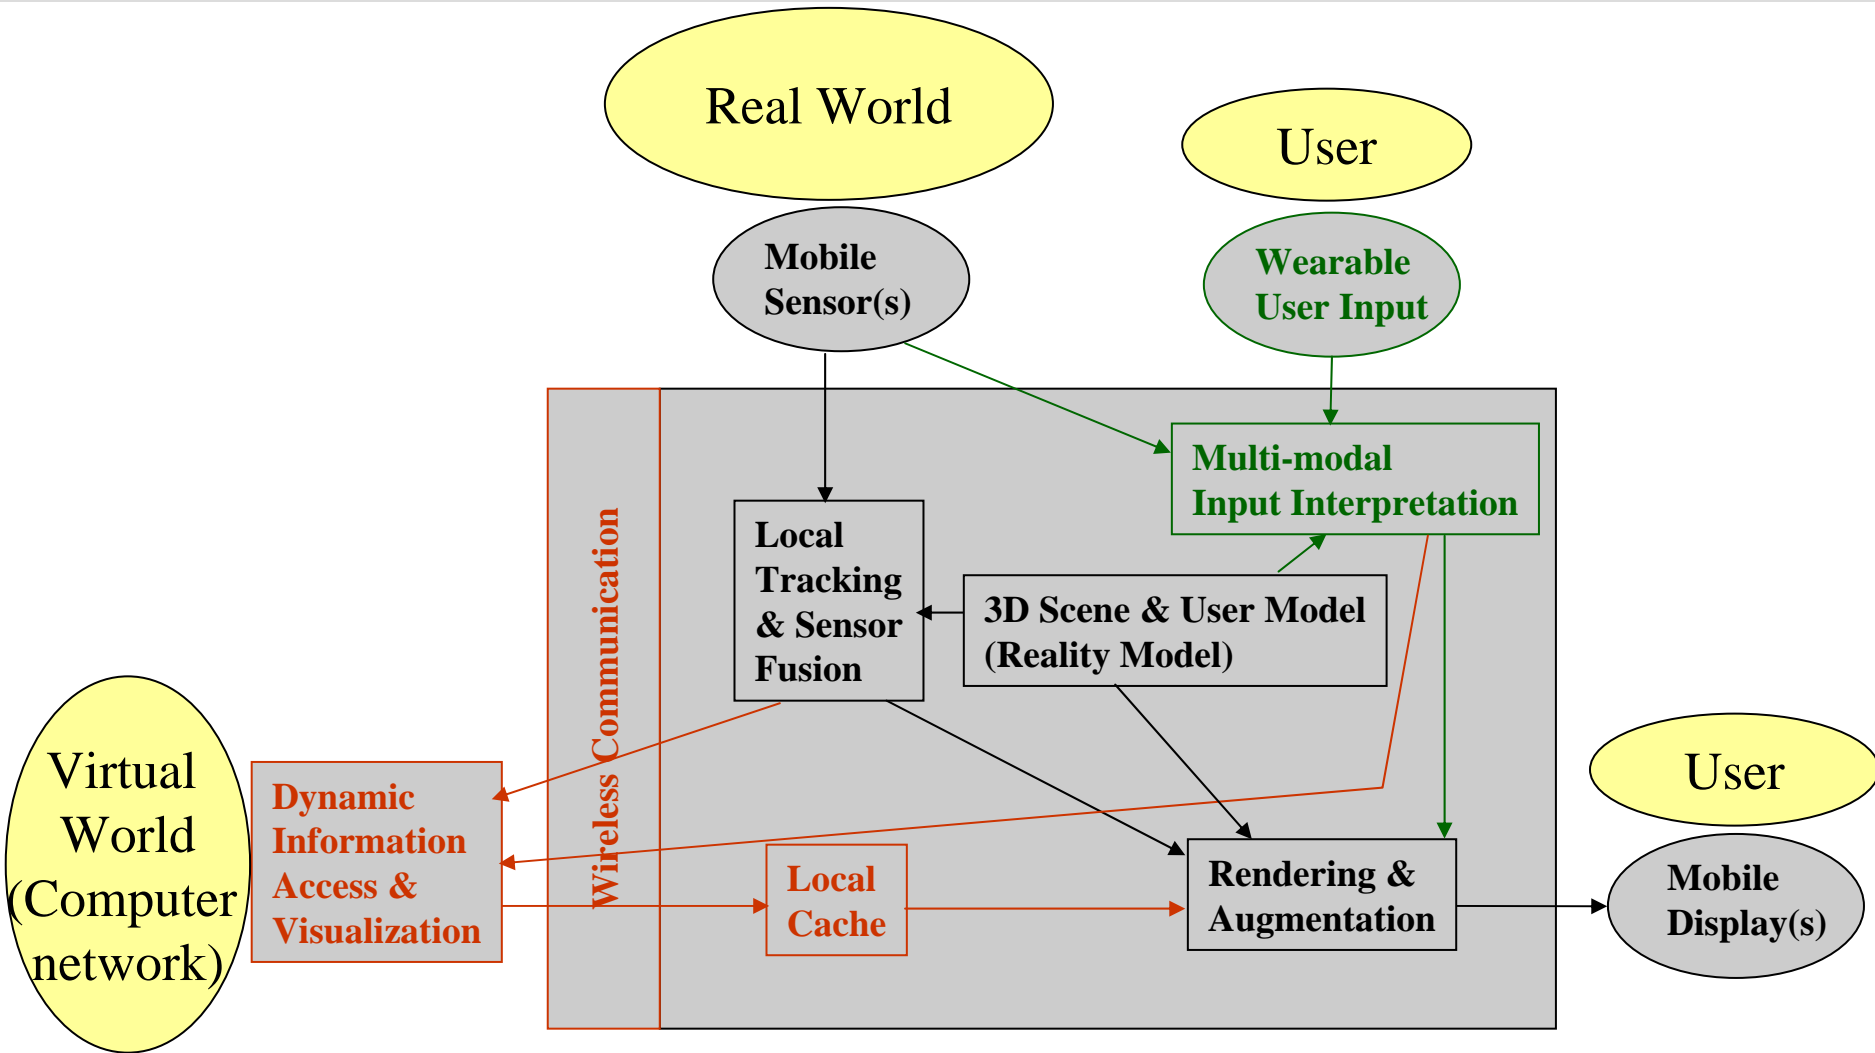 Real World
User
Mobile
Sensor(s)
Wearable
User Input
Multi-modal
Input Interpretation
Wireless Communication
Local
Tracking
& Sensor
Fusion
3D Scene & User Model
(Reality Model)
Virtual
World
(Computer
network)
Dynamic
Information
Access &
Visualization
Local
Cache
Rendering &
Augmentation
User
Mobile
Display(s)